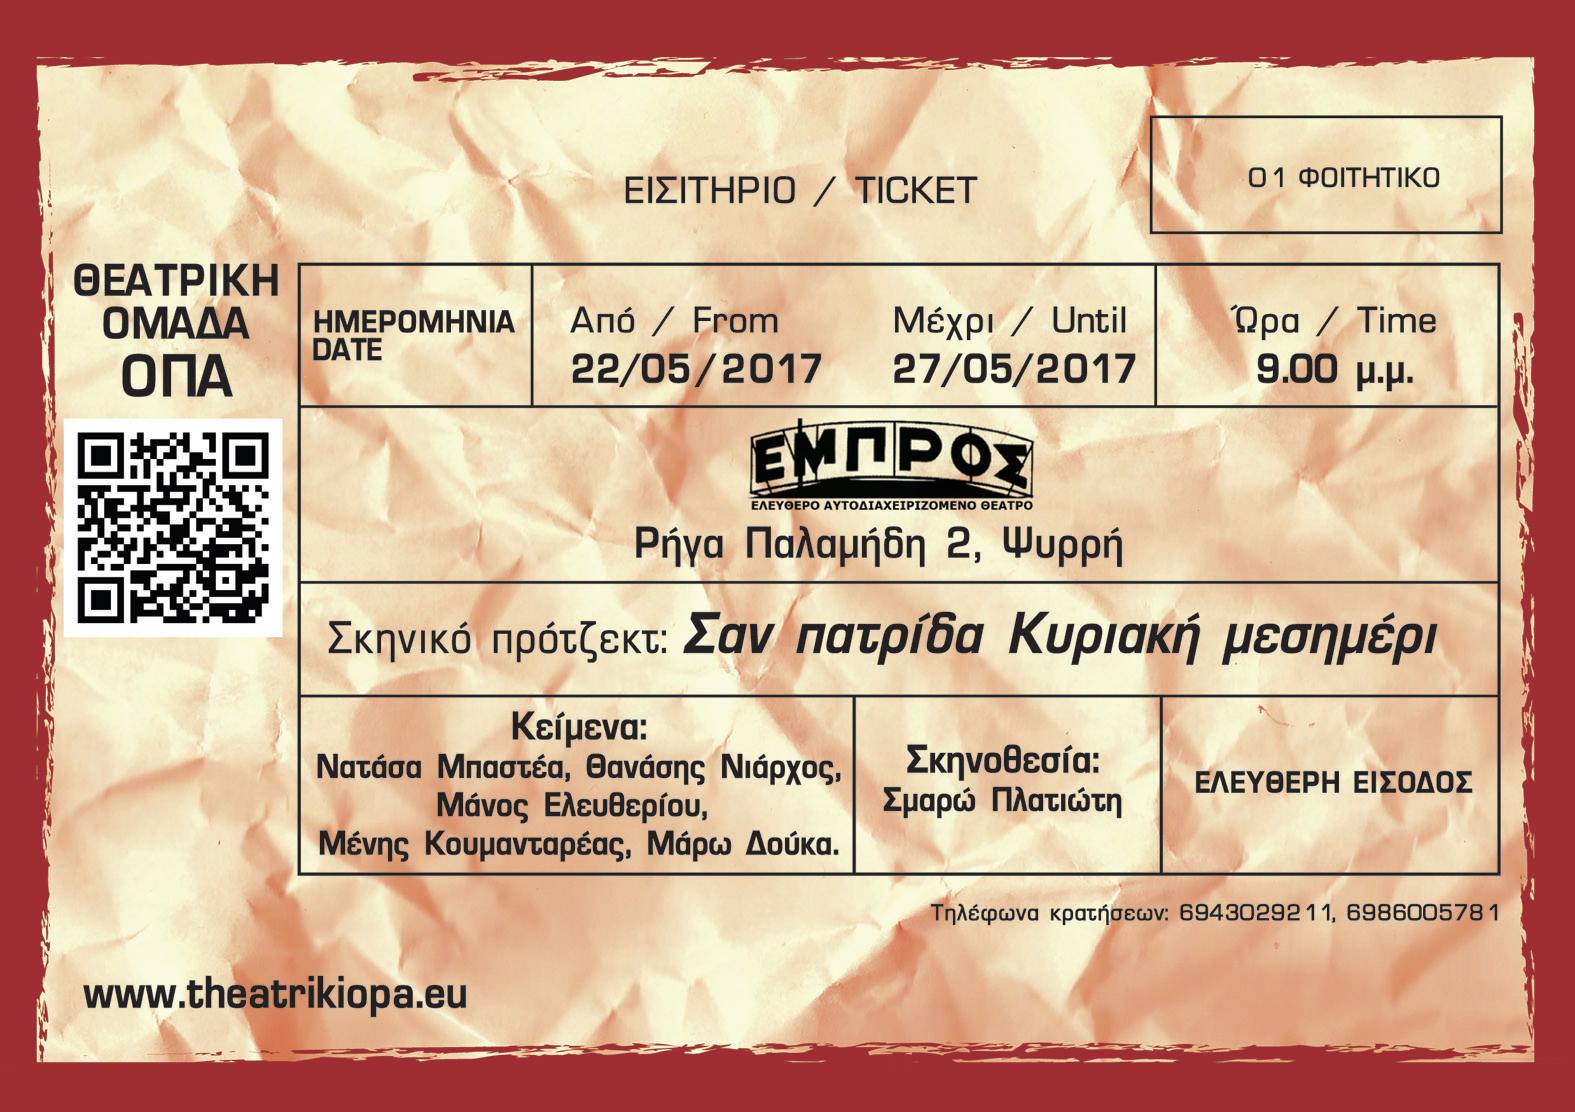 ΕΙΣΙΤΗΡΙΟ / TICKET
01 ΦΟΙΤΗΤΙΚΟ
ΘΕΑΤΡΙΚΗ
ΟΜΑΔΑ
ΟΠΑ
ΗΜΕΡΟΜΗΝΙΑ
DATE
Από / From
22/05/2017
Μέχρι / Until
27/05/2017
Ώρα / Time
9.00 μ.μ.
ΕΜΠΡΟΣ
ΕΛΕΥΘΕΡΟ ΑΥΤΟΔΙΑΧΕΙΡΙΖΟΜΕΝΟ ΘΕΑΤΡΟ
Ρήγα Παλαμήδη 2, Ψυρρή
Σκηνικό πρότζεκτ: Σαν πατρίδα Κυριακή μεσημέρι
Κείμενα:
Νατάσα Μπαστέα, Θανάσης Νιάρχος,
Μάνος Ελευθερίου,
Μένης Κουμανταρέας, Μάρω Δούκα.
Σκηνοθεσία:
Σμαρώ Πλατιώτη
ΕΛΕΥΘΕΡΗ ΕΙΣΟΔΟΣ
Τηλέφωνα κρατήσεων: 6943029211, 6986005781
www.theatrikiopa.eu